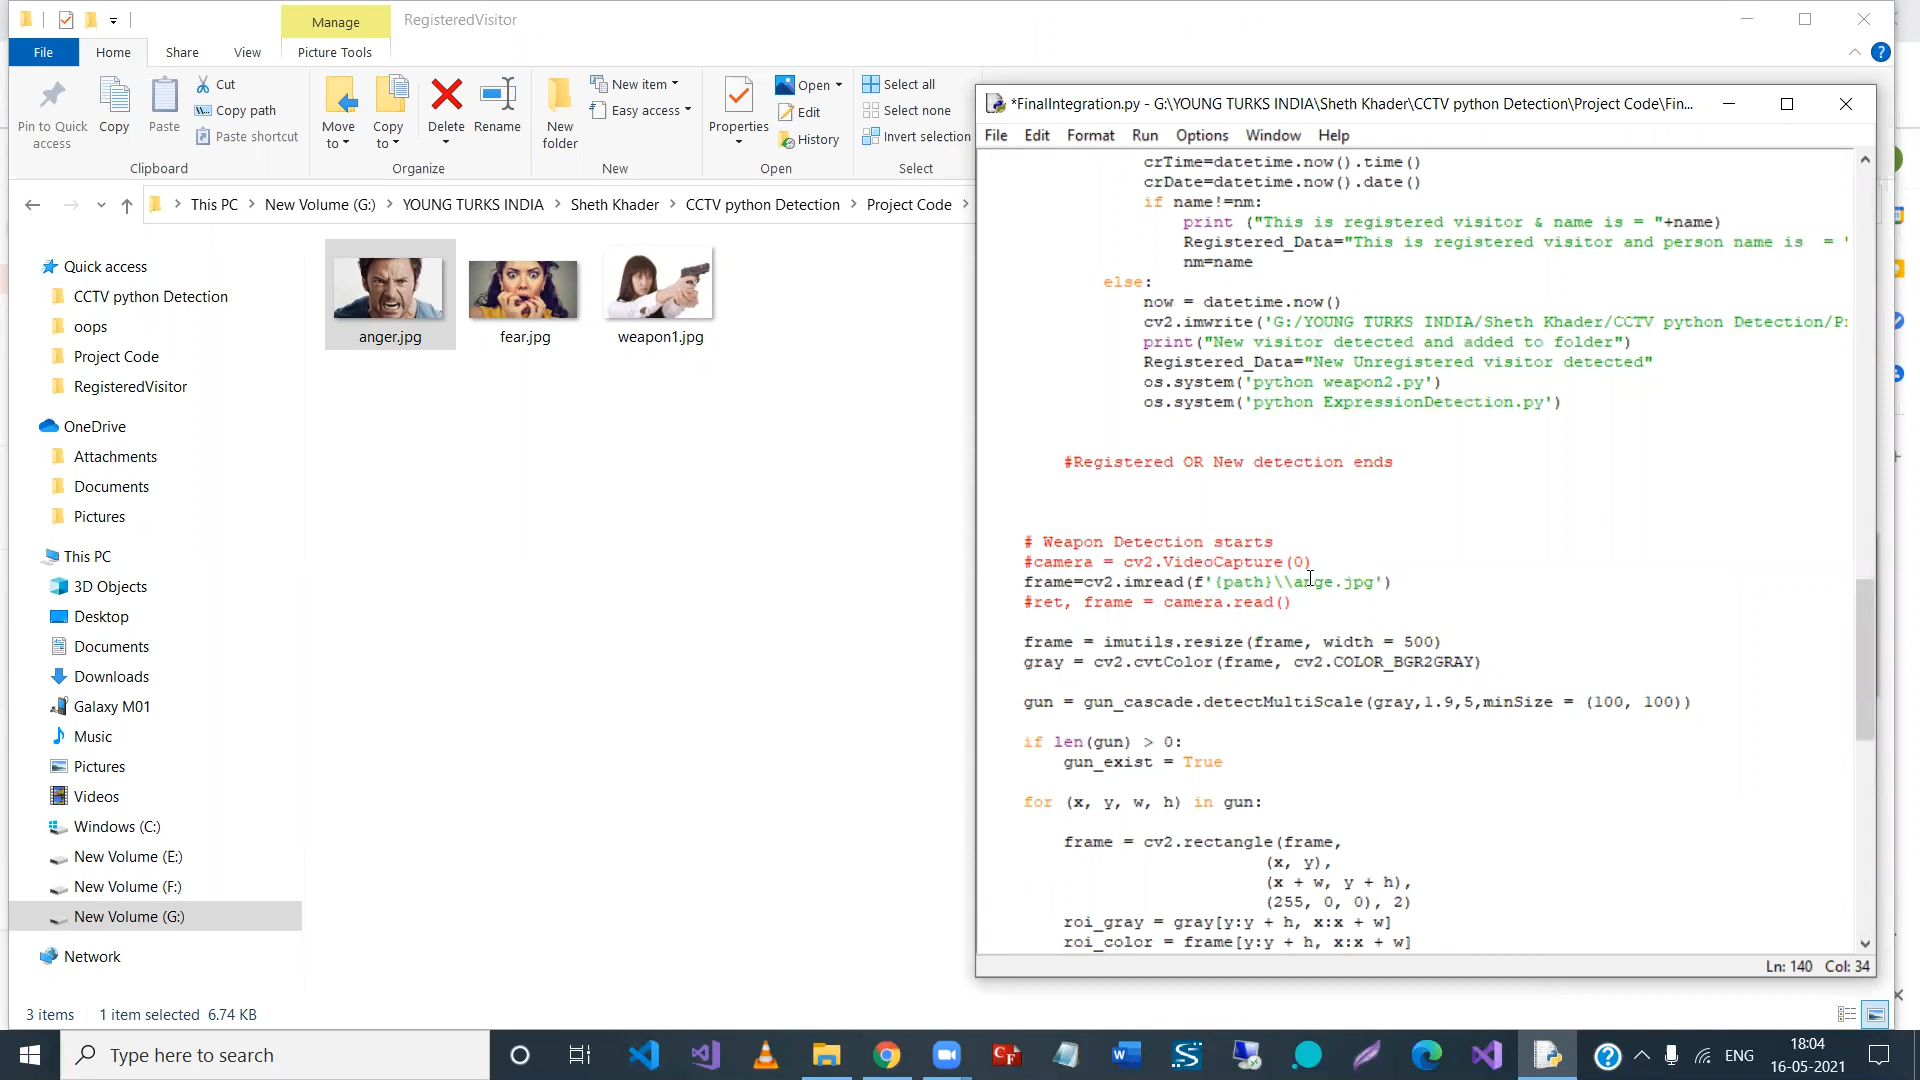 Manage
RegisteredVisitor
File
Home
Share
View
Picture Tools
Pin to Quick access
Copy
Paste
Cut
Copy path
Paste shortcut
Clipboard
Move to
Copy to
Delete
Rename
Organize
New folder
New item
Easy access
New
Properties
Open
Edit
History
Open
Select all
Select none
Invert selection
Select
This PC
New Volume (G:)
YOUNG TURKS INDIA
Sheth Khader
CCTV python Detection
Project Code
Quick access
CCTV python Detection
oops
Project Code
RegisteredVisitor
OneDrive
Attachments
Documents
Pictures
This PC
3D Objects
Desktop
Documents
Downloads
Galaxy M01
Music
Pictures
Videos
Windows (C:)
New Volume (E:)
New Volume (F:)
New Volume (G:)
Network
anger.jpg
fear.jpg
weapon1.jpg
3 items
1 item selected 6.74 KB
*FinalIntegration.py - G:\YOUNG TURKS INDIA\Sheth Khader\CCTV python Detection\Project Code\Fin...
File Edit Format Run Options Window Help
crTime=datetime.now().time()
crDate=datetime.now().date()
if name!=nm:
print ("This is registered visitor & name is = "+name)
Registered_Data="This is registered visitor and person name is  = "
nm=name
else:
now = datetime.now()
cv2.imwrite('G:/YOUNG TURKS INDIA/Sheth Khader/CCTV python Detection/P
print("New visitor detected and added to folder")
Registered_Data="New Unregistered visitor detected"
os.system('python weapon2.py')
os.system('python ExpressionDetection.py')
#Registered OR New detection ends
# Weapon Detection starts
#camera = cv2.VideoCapture(0)
frame=cv2.imread(f'{path}\\ange.jpg')
#ret, frame = camera.read()
frame = imutils.resize(frame, width = 500)
gray = cv2.cvtColor(frame, cv2.COLOR_BGR2GRAY)
gun = gun_cascade.detectMultiScale(gray,1.9,5,minSize = (100, 100))
if len(gun) > 0:
gun_exist = True
for (x, y, w, h) in gun:
frame = cv2.rectangle(frame,
(x, y),
(x + w, y + h),
(255, 0, 0), 2)
roi_gray = gray[y:y + h, x:x + w]
roi_color = frame[y:y + h, x:x + w]
Ln: 140 Col: 34
Type here to search
ENG
18:04
16-05-2021